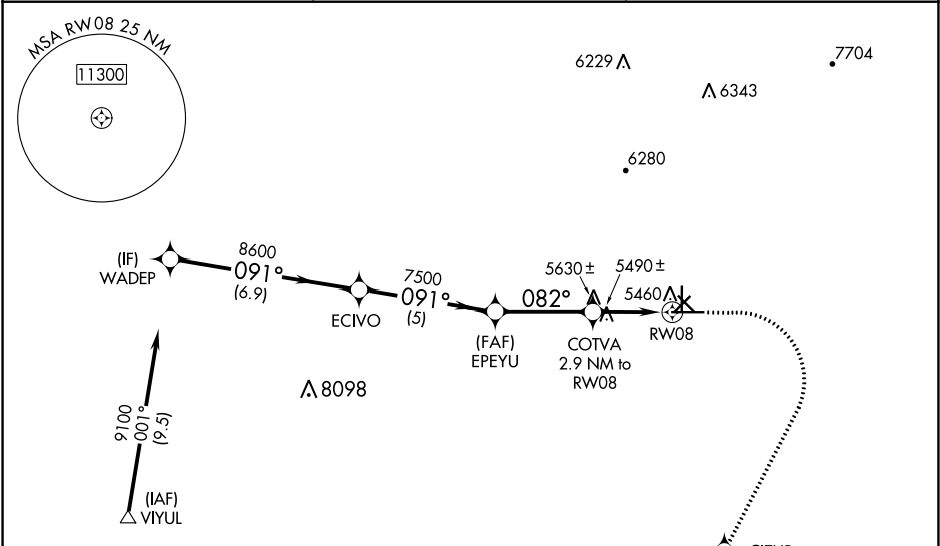 MSA RW08 25 NM
11300
6229
7704
6343
6280
(IF)
WADEP
8600
091°
(6.9)
ECIVO
7500
091°
(5)
(FAF)
EPEYU
082°
5630 ±
5490 ±
5460
COTVA
2.9 NM to
RW08
RW08
8098
9100
001°
(9.5)
(IAF)
VIYUL